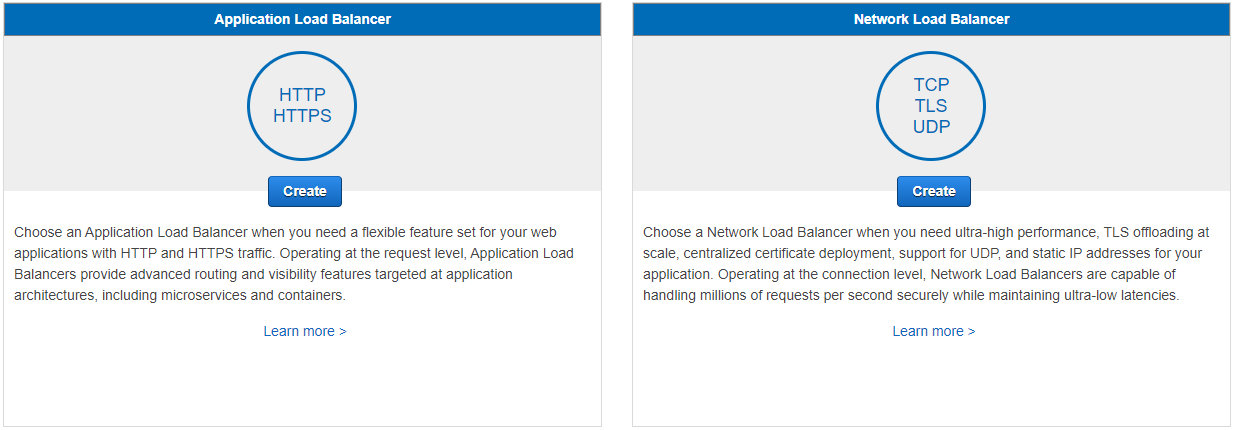 Application Load Balancer
HTTP
HTTPS
Create
Choose an Application Load Balancer when you need a flexible feature set for your web
applications with HTTP and HTTPS traffic. Operating at the request level, Application Load
Balancers provide advanced routing and visibility features targeted at application
architectures, including microservices and containers.
Learn more >
Network Load Balancer
TCP
TLS
UDP
Create
Choose a Network Load Balancer when you need ultra-high performance, TLS offloading at
scale, centralized certificate deployment, support for UDP, and static IP addresses for your
application. Operating at the connection level, Network Load Balancers are capable of
handling millions of requests per second securely while maintaining ultra-low latencies.
Learn more >